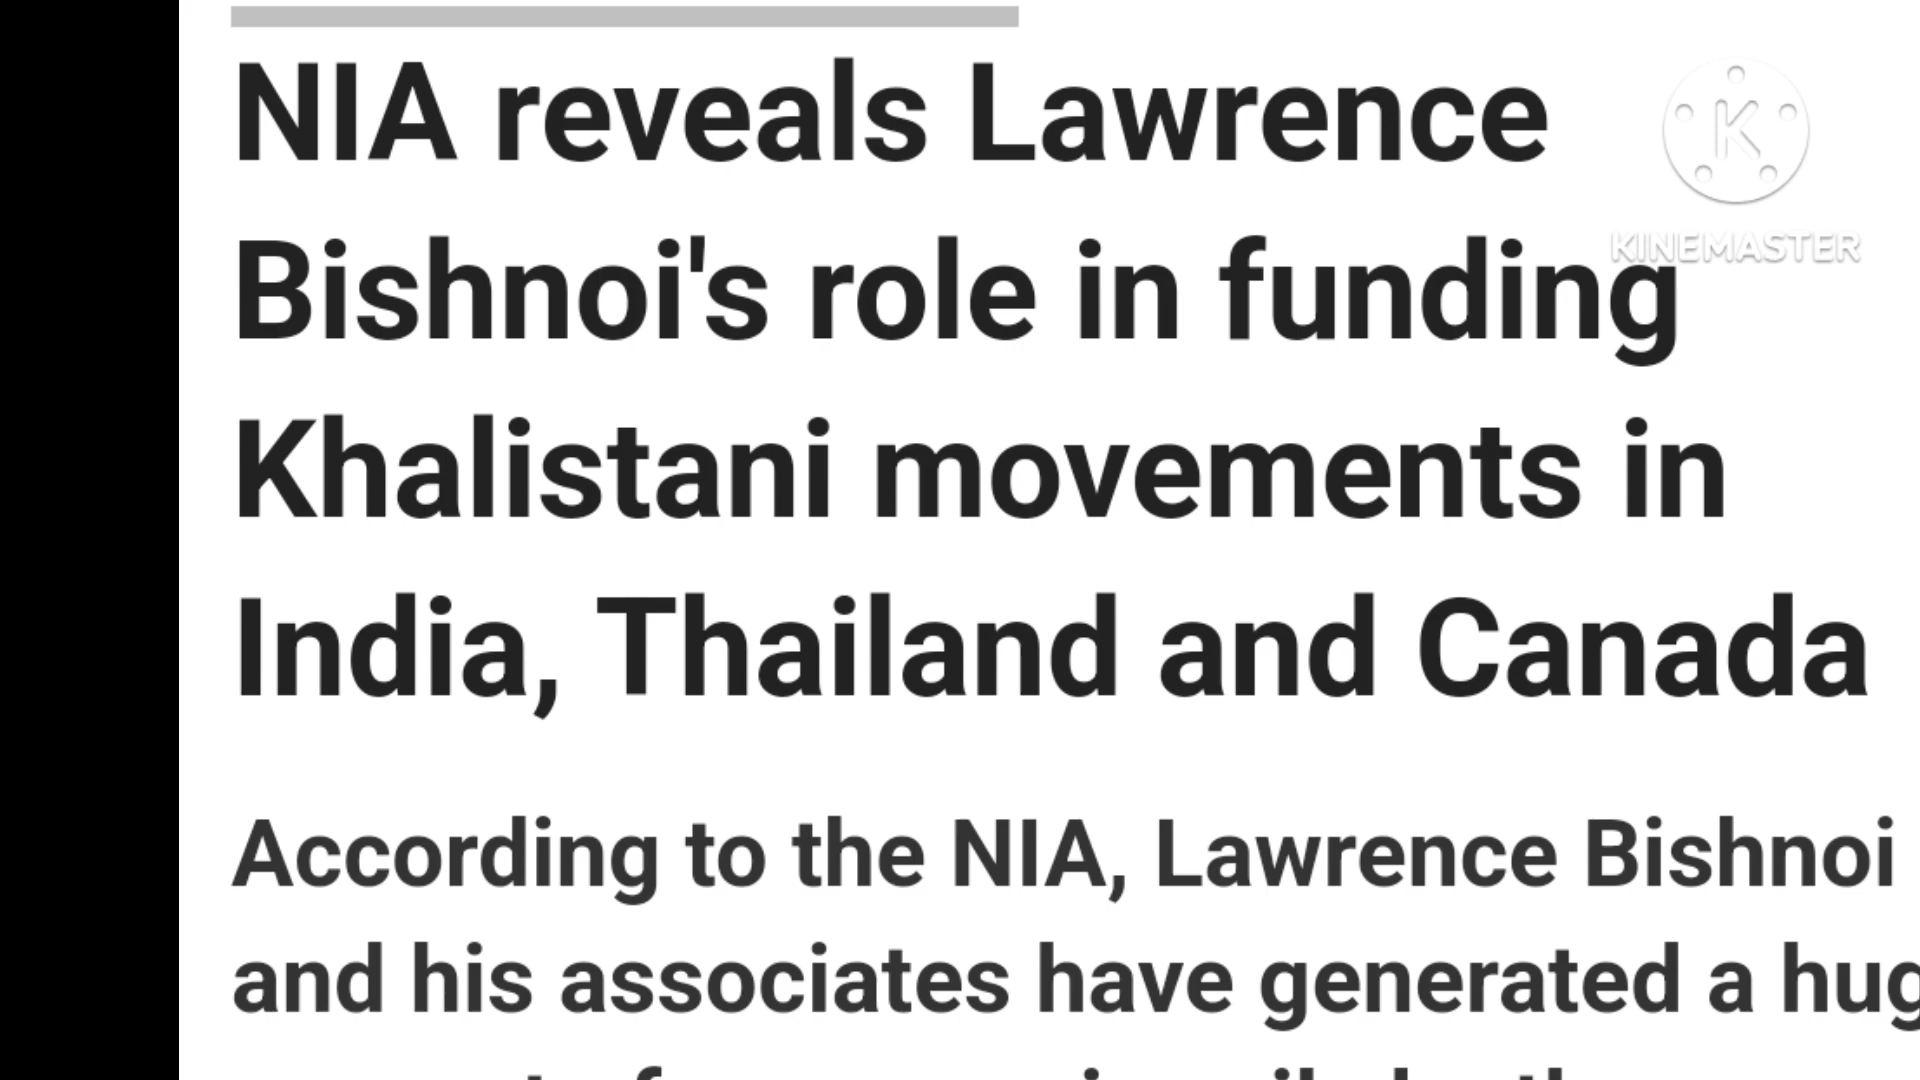 NIA reveals Lawrence
K
KINEMASTER
Bishnoi's role in funding
Khalistani movements in
India, Thailand and Canada
According to the NIA, Lawrence Bishnoi
and his associates have generated a hug